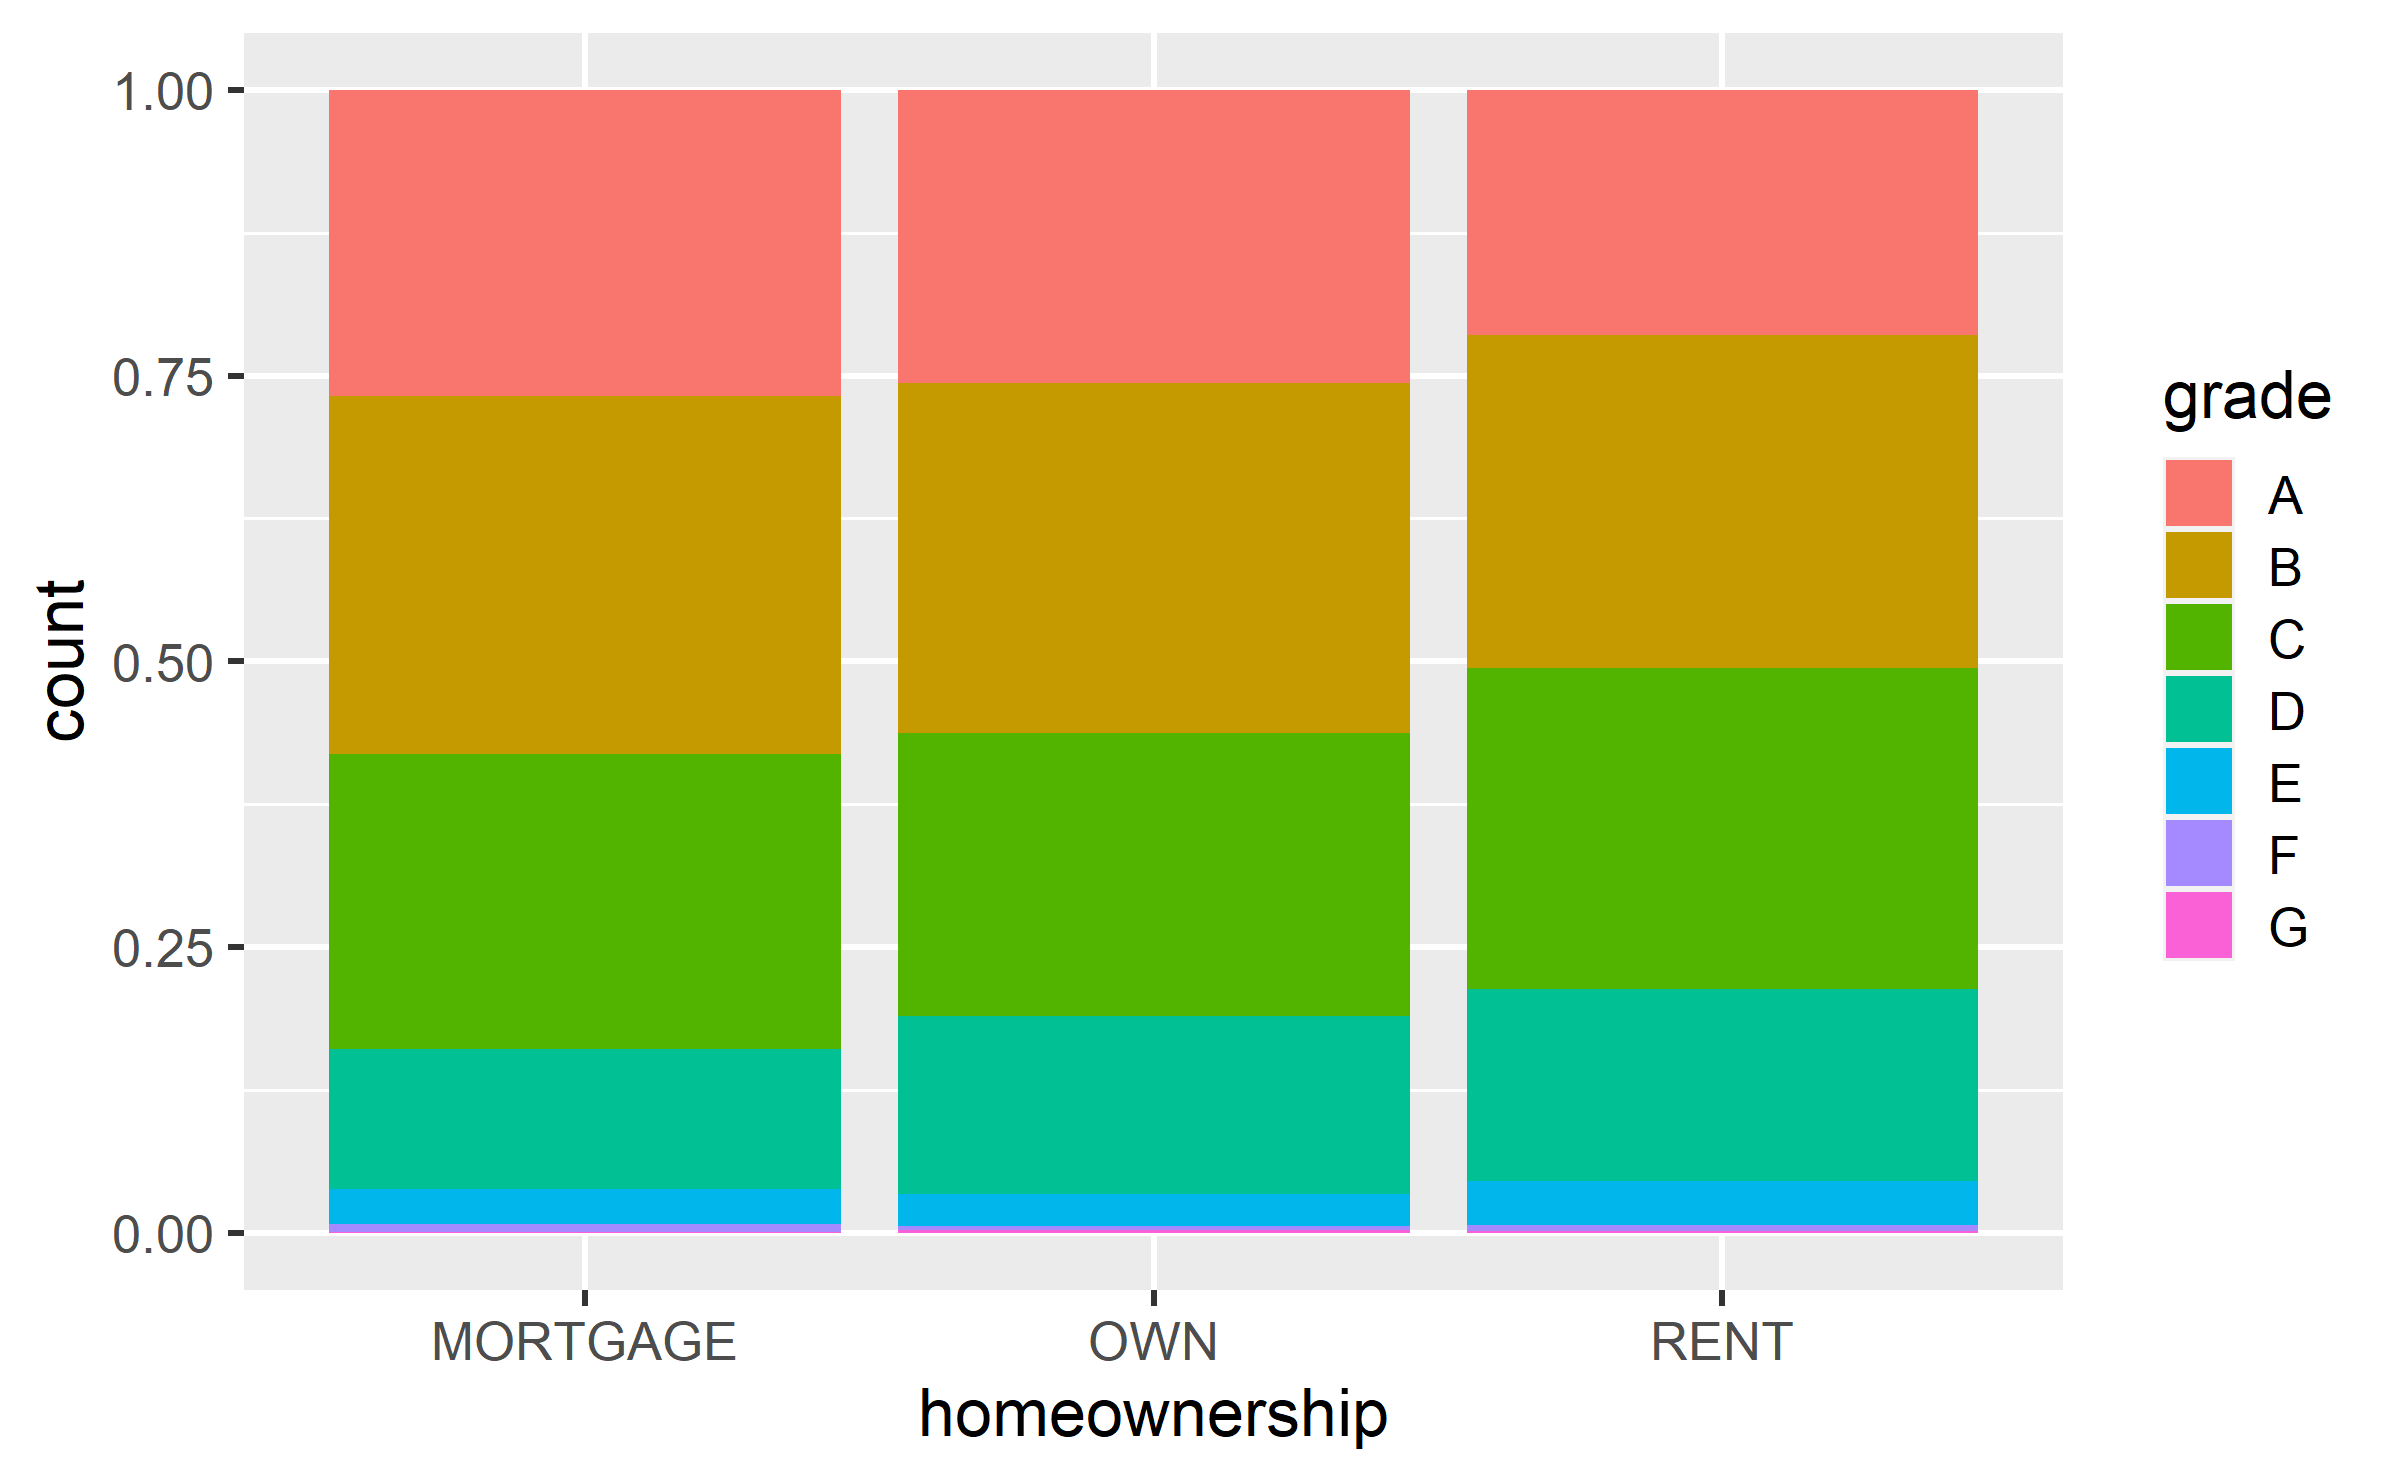 1.00
0.75
0.50
0.25
0.00
count
MORTGAGE
OWN
RENT
homeownership
grade
A
B
C
D
E
F
G